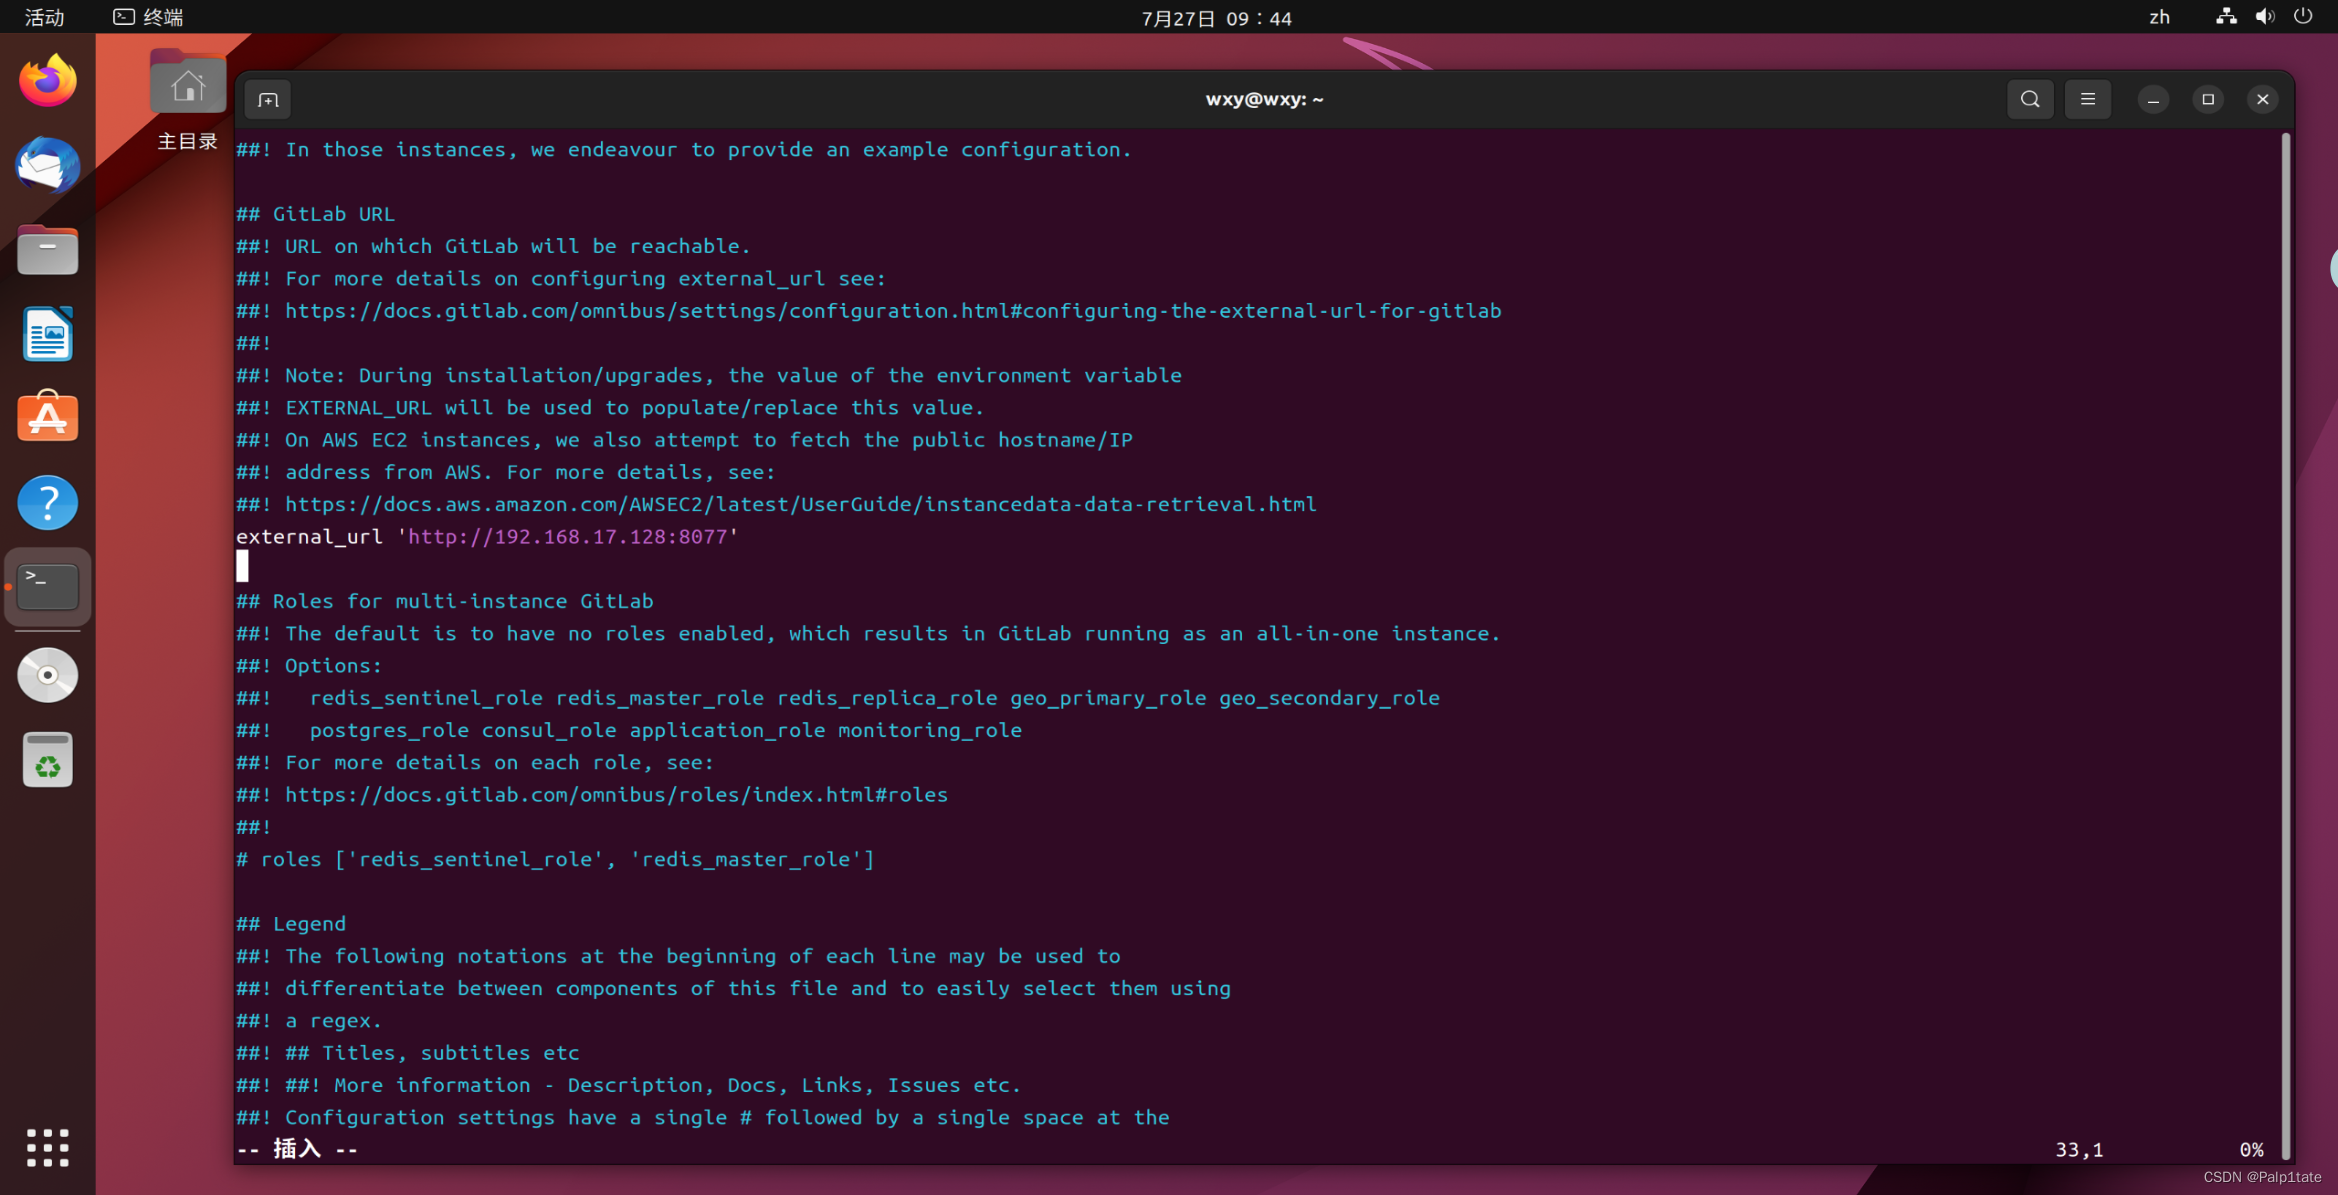 活动
终端
7月27日 09：44
zh
主目录
wxy@wxy: ~
##! In those instances, we endeavour to provide an example configuration.
## GitLab URL
##! URL on which GitLab will be reachable.
##! For more details on configuring external_url see:
##! https://docs.gitlab.com/omnibus/settings/configuration.html#configuring-the-external-url-for-gitlab
##!
##! Note: During installation/upgrades, the value of the environment variable
##! EXTERNAL_URL will be used to populate/replace this value.
##! On AWS EC2 instances, we also attempt to fetch the public hostname/IP
##! address from AWS. For more details, see:
##! https://docs.aws.amazon.com/AWSEC2/latest/UserGuide/instancedata-data-retrieval.html
external_url 'http://192.168.17.128:8077'
## Roles for multi-instance GitLab
##! The default is to have no roles enabled, which results in GitLab running as an all-in-one instance.
##! Options:
##!   redis_sentinel_role redis_master_role redis_replica_role geo_primary_role geo_secondary_role
##!   postgres_role consul_role application_role monitoring_role
##! For more details on each role, see:
##! https://docs.gitlab.com/omnibus/roles/index.html#roles
##!
# roles ['redis_sentinel_role', 'redis_master_role']
## Legend
##! The following notations at the beginning of each line may be used to
##! differentiate between components of this file and to easily select them using
##! a regex.
##! ## Titles, subtitles etc
##! ##! More information - Description, Docs, Links, Issues etc.
##! Configuration settings have a single # followed by a single space at the
-- 插入 --
33,1
0%
CSDN @Palp1tate